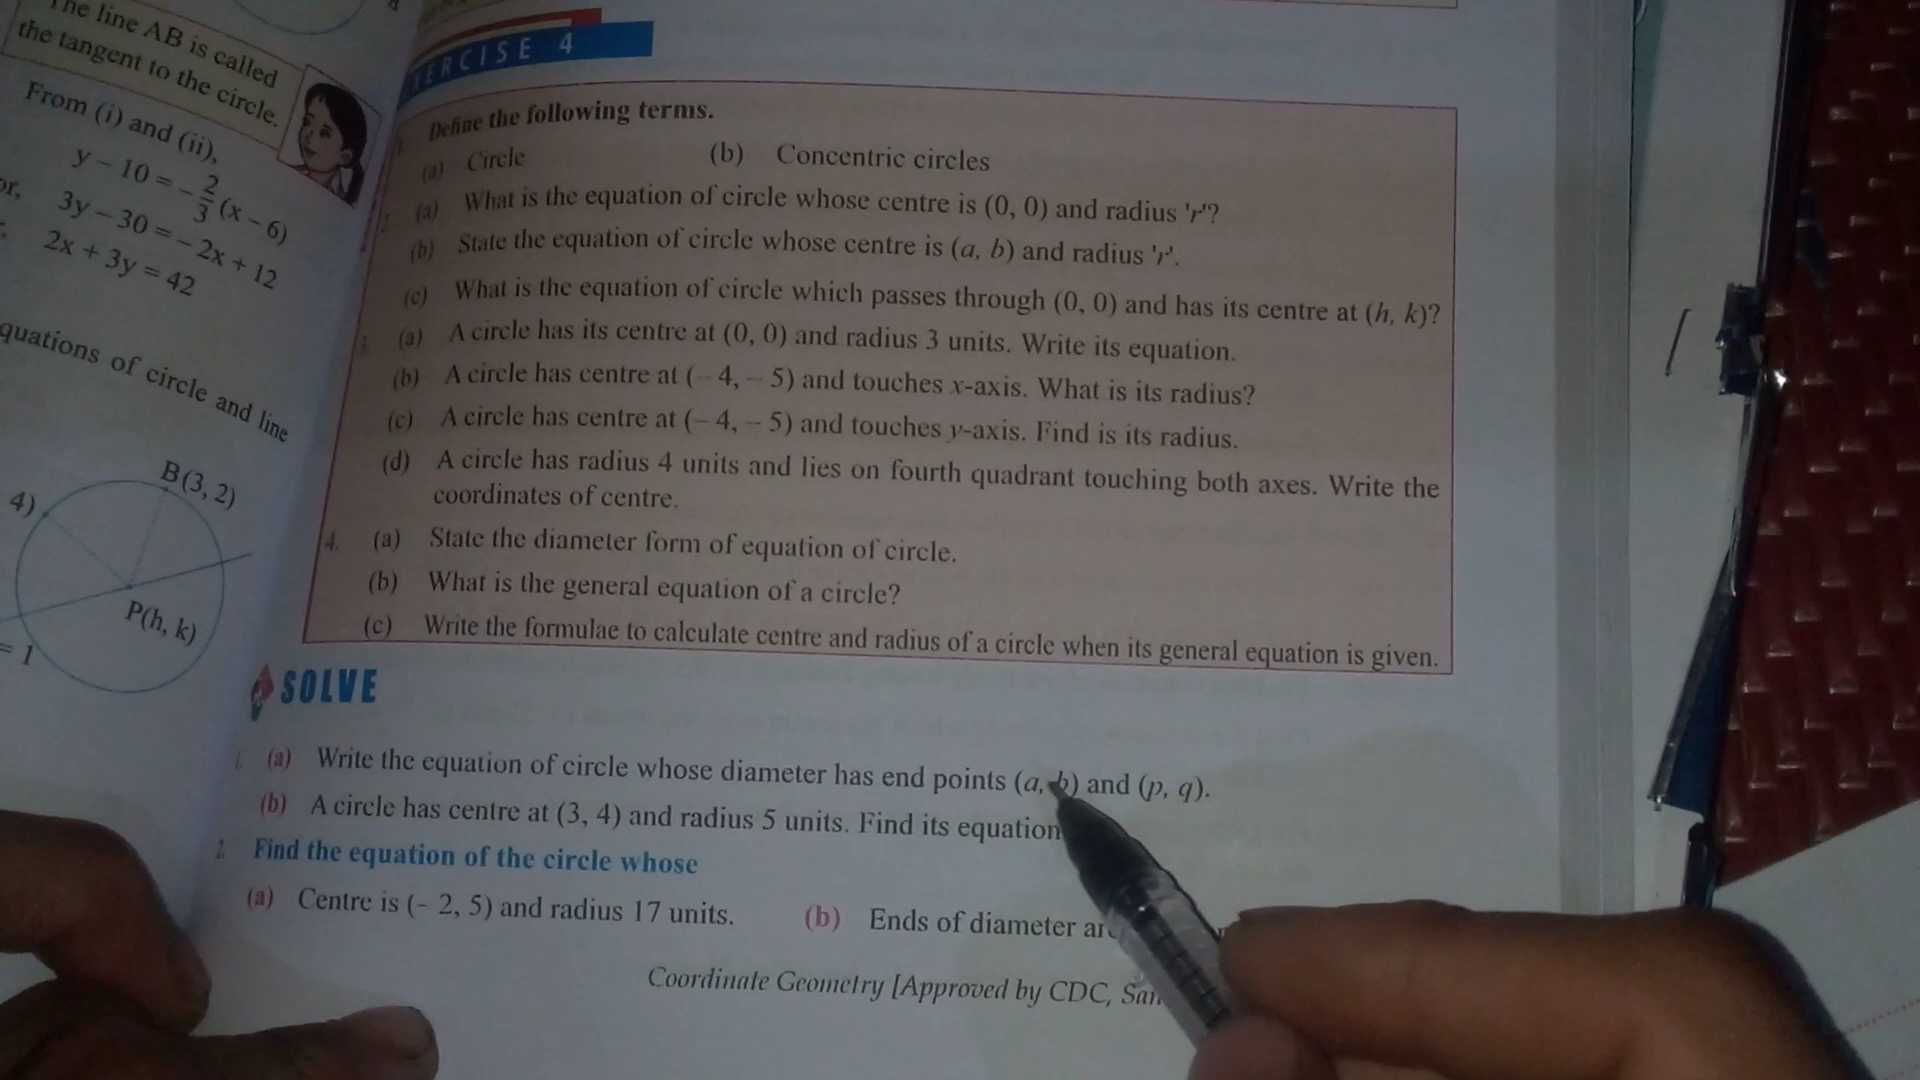 The line AB is called
the tangent to the circle.
From (i) and (ii),
y − 10 = − 2/3 (x − 6)
or, 3y − 30 = − 2x + 12
2x + 3y = 42
quations of circle and line
B(3, 2)
4)
P(h, k)
= 1
ERCISE 4
1. Define the following terms.
(a) Circle (b) Concentric circles
2. (a) What is the equation of circle whose centre is (0, 0) and radius 'r'?
(b) State the equation of circle whose centre is (a, b) and radius 'r'.
(c) What is the equation of circle which passes through (0, 0) and has its centre at (h, k)?
3. (a) A circle has its centre at (0, 0) and radius 3 units. Write its equation.
(b) A circle has centre at (− 4, − 5) and touches x-axis. What is its radius?
(c) A circle has centre at (− 4, − 5) and touches y-axis. Find is its radius.
(d) A circle has radius 4 units and lies on fourth quadrant touching both axes. Write the
coordinates of centre.
4. (a) State the diameter form of equation of circle.
(b) What is the general equation of a circle?
(c) Write the formulae to calculate centre and radius of a circle when its general equation is given.
SOLVE
1. (a) Write the equation of circle whose diameter has end points (a, b) and (p, q).
(b) A circle has centre at (3, 4) and radius 5 units. Find its equation
2. Find the equation of the circle whose
(a) Centre is (− 2, 5) and radius 17 units. (b) Ends of diameter
Coordinate Geometry [Approved by CDC,